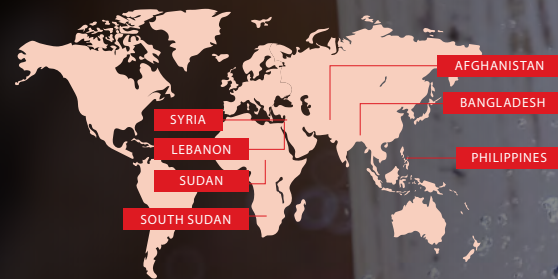 AFGHANISTAN
BANGLADESH
SYRIA
LEBANON
PHILIPPINES
SUDAN
SOUTH SUDAN